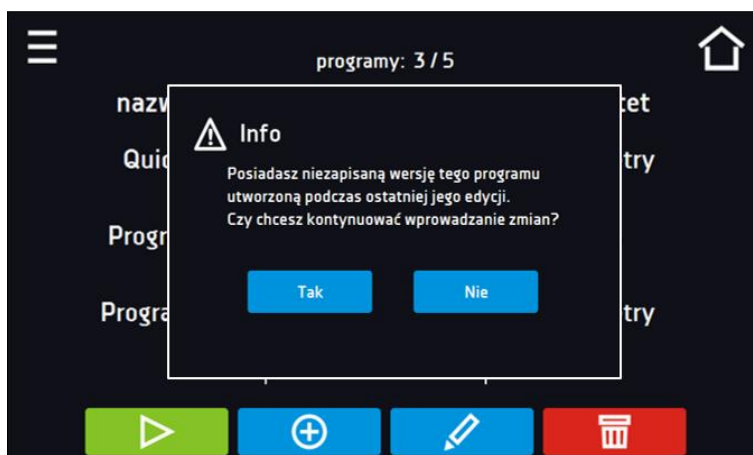 programy: 3 / 5
Info
Posiadasz niezapisaną wersję tego programu
utworzoną podczas ostatniej jego edycji.
Czy chcesz kontynuować wprowadzanie zmian?
Tak
Nie